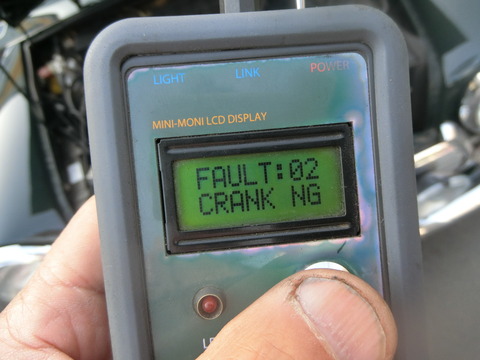 LIGHT LINK POWER
MINI-MONI LCD DISPLAY
FAULT:02
CRANK NG